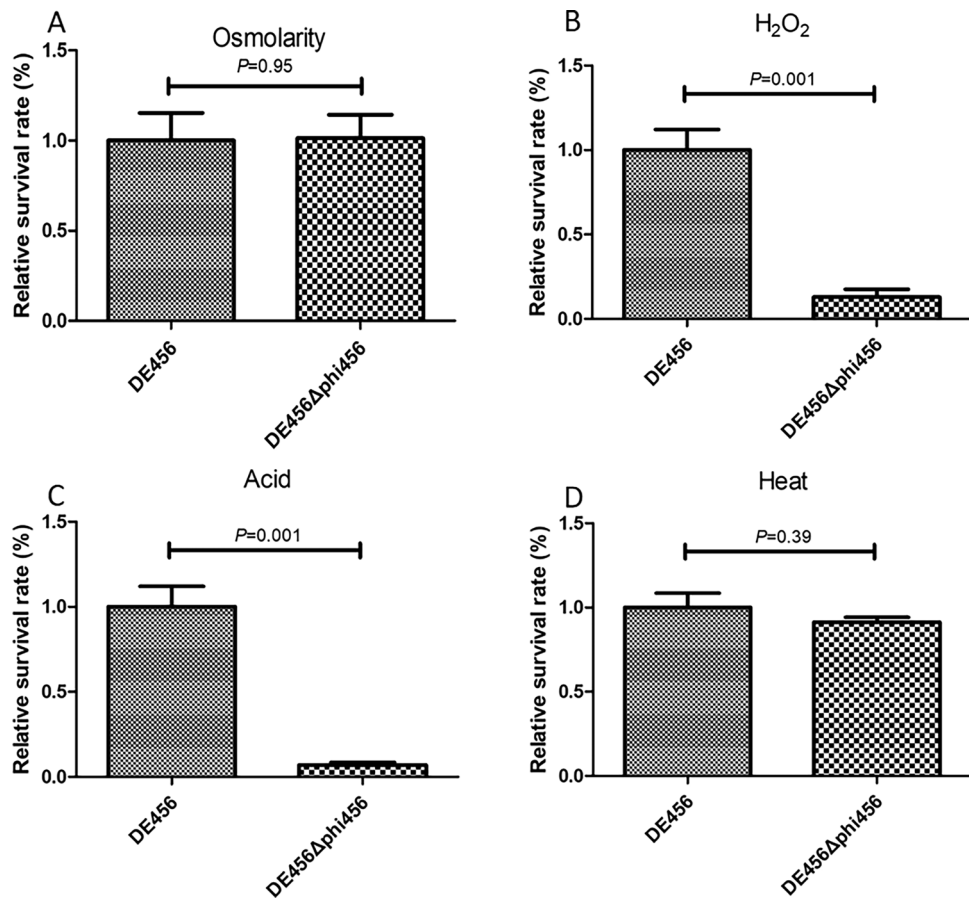 A
Osmolarity
Relative survival rate (%)
1.5
1.0
0.5
0.0
P=0.95
DE456
DE456Δphi456
B
H₂O₂
Relative survival rate (%)
1.5
1.0
0.5
0.0
P=0.001
DE456
DE456Δphi456
C
Acid
Relative survival rate (%)
1.5
1.0
0.5
0.0
P=0.001
DE456
DE456Δphi456
D
Heat
Relative survival rate (%)
1.5
1.0
0.5
0.0
P=0.39
DE456
DE456Δphi456